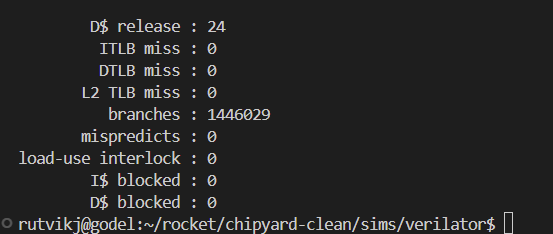 D$ release : 24
ITLB miss : 0
DTLB miss : 0
L2 TLB miss : 0
branches : 1446029
mispredicts : 0
load-use interlock : 0
I$ blocked : 0
D$ blocked : 0
rutvikj@godel:~/rocket/chipyard-clean/sims/verilator$